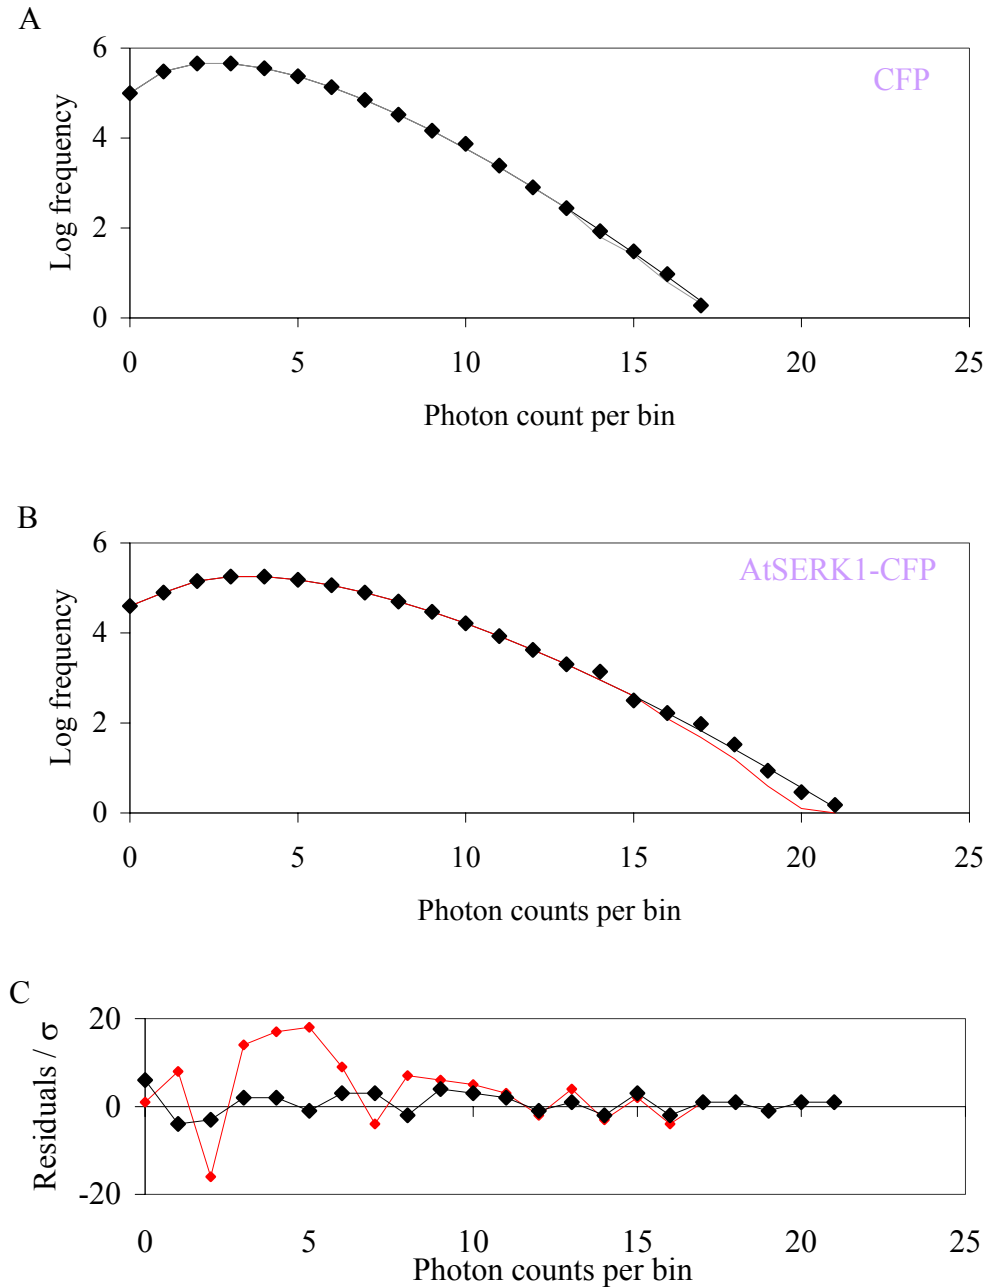 A
6
4
2
0
Log frequency
CFP
0 5 10 15 20 25
Photon count per bin
B
6
4
2
0
Log frequency
AtSERK1-CFP
0 5 10 15 20 25
Photon counts per bin
C
20
0
-20
Residuals / σ
0 5 10 15 20 25
Photon counts per bin